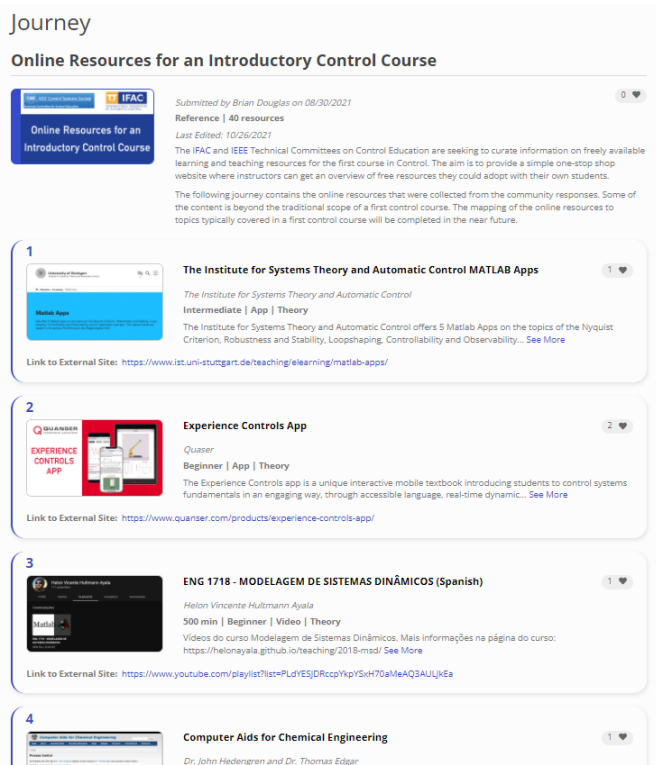 Journey
Online Resources for an Introductory Control Course
IFAC
Online Resources for an
Introductory Control Course
0
Submitted by Brian Douglas on 08/30/2021
Reference | 40 resources
Last Edited: 10/26/2021
The IFAC and IEEE Technical Committees on Control Education are seeking to curate information on freely available
learning and teaching resources for the first course in Control. The aim is to provide a simple one-stop shop
website where instructors can get an overview of free resources they could adopt with their own students.
The following journey contains the online resources that were collected from the community responses. Some of
the content is beyond the traditional scope of a first control course. The mapping of the online resources to
topics typically covered in a first control course will be completed in the near future.
1
University of Stuttgart
Matlab Apps
The Institute for Systems Theory and Automatic Control MATLAB Apps
1
The Institute for Systems Theory and Automatic Control
Intermediate | App | Theory
The Institute for Systems Theory and Automatic Control offers 5 Matlab Apps on the topics of the Nyquist
Criterion, Robustness and Stability, Loopshaping, Controllability and Observability... See More
Link to External Site: https://www.ist.uni-stuttgart.de/teaching/elearning/matlab-apps/
2
QUANSER
EXPERIENCE
CONTROLS
APP
Experience Controls App
2
Quaser
Beginner | App | Theory
The Experience Controls app is a unique interactive mobile textbook introducing students to control systems
fundamentals in an engaging way, through accessible language, real-time dynamic... See More
Link to External Site: https://www.quanser.com/products/experience-controls-app/
3
Helon Vicente Hultmann Ayala
Matlab
ENG 1718 - MODELAGEM DE SISTEMAS DINÂMICOS (Spanish)
1
Helon Vincente Hultmann Ayala
500 min | Beginner | Video | Theory
Vídeos do curso Modelagem de Sistemas Dinâmicos. Mais informações na página do curso:
https://helonayala.github.io/teaching/2018-msd/ See More
Link to External Site: https://www.youtube.com/playlist?list=PLdYESJDRccpYkpYSxH70aMeAQ3AULJkEa
4
Computer Aids for Chemical Engineering
Process Control
Computer Aids for Chemical Engineering
1
Dr. John Hedengren and Dr. Thomas Edgar